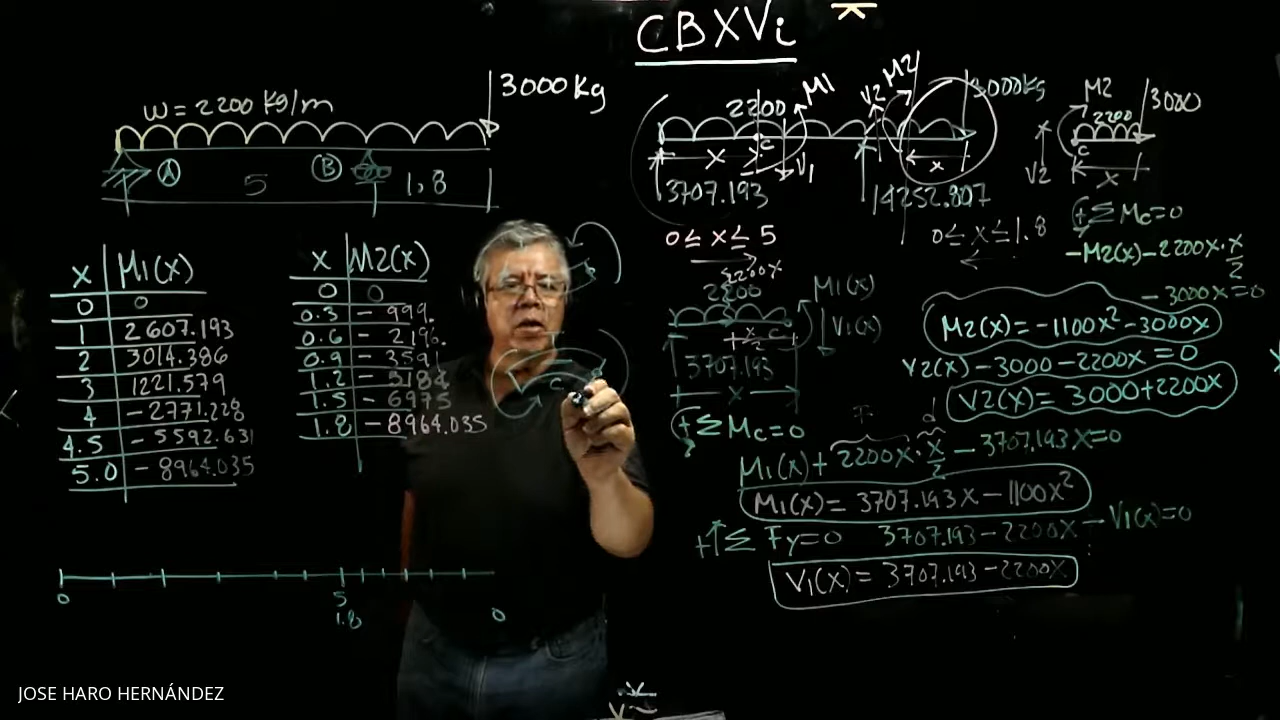 CBXVi
w=2200 Kg/m
3000 Kg
A
B
5
1,8
2200
M1
V2
M2
3000Kg
x
c
V1
x
3707.193
14252.807
0≤ x ≤ 5
0≤ x ≤ 1.8
M2
3000
2200
c
V2
x
+ΣMc=0
-M2(x)-2200x·x/2
-3000x=0
M2(x)=-1100x²-3000x
V2(x)-3000-2200x=0
V2(x)= 3000+2200x
x M1(x)
0 0
1 2607.193
2 3014.386
3 1221.579
4 -2771.228
4.5 -5592.631
5.0 -8964.035
x M2(x)
0 0
0.3 -999.
0.6 -2196.
0.9 -3591
1.2
1.5 -6975
1.8 -8964.035
2200x
2200
x/2
c
M1(x)
V1(x)
3707.193
x
+ΣMc=0
F d
M1(x)+2200x·x/2-3707.193x=0
M1(x)= 3707.193x-1100x²
+ΣFy=0 3707.193-2200x-V1(x)=0
V1(x)= 3707.193-2200x
c
0
5
1.8
0
JOSE HARO HERNÁNDEZ